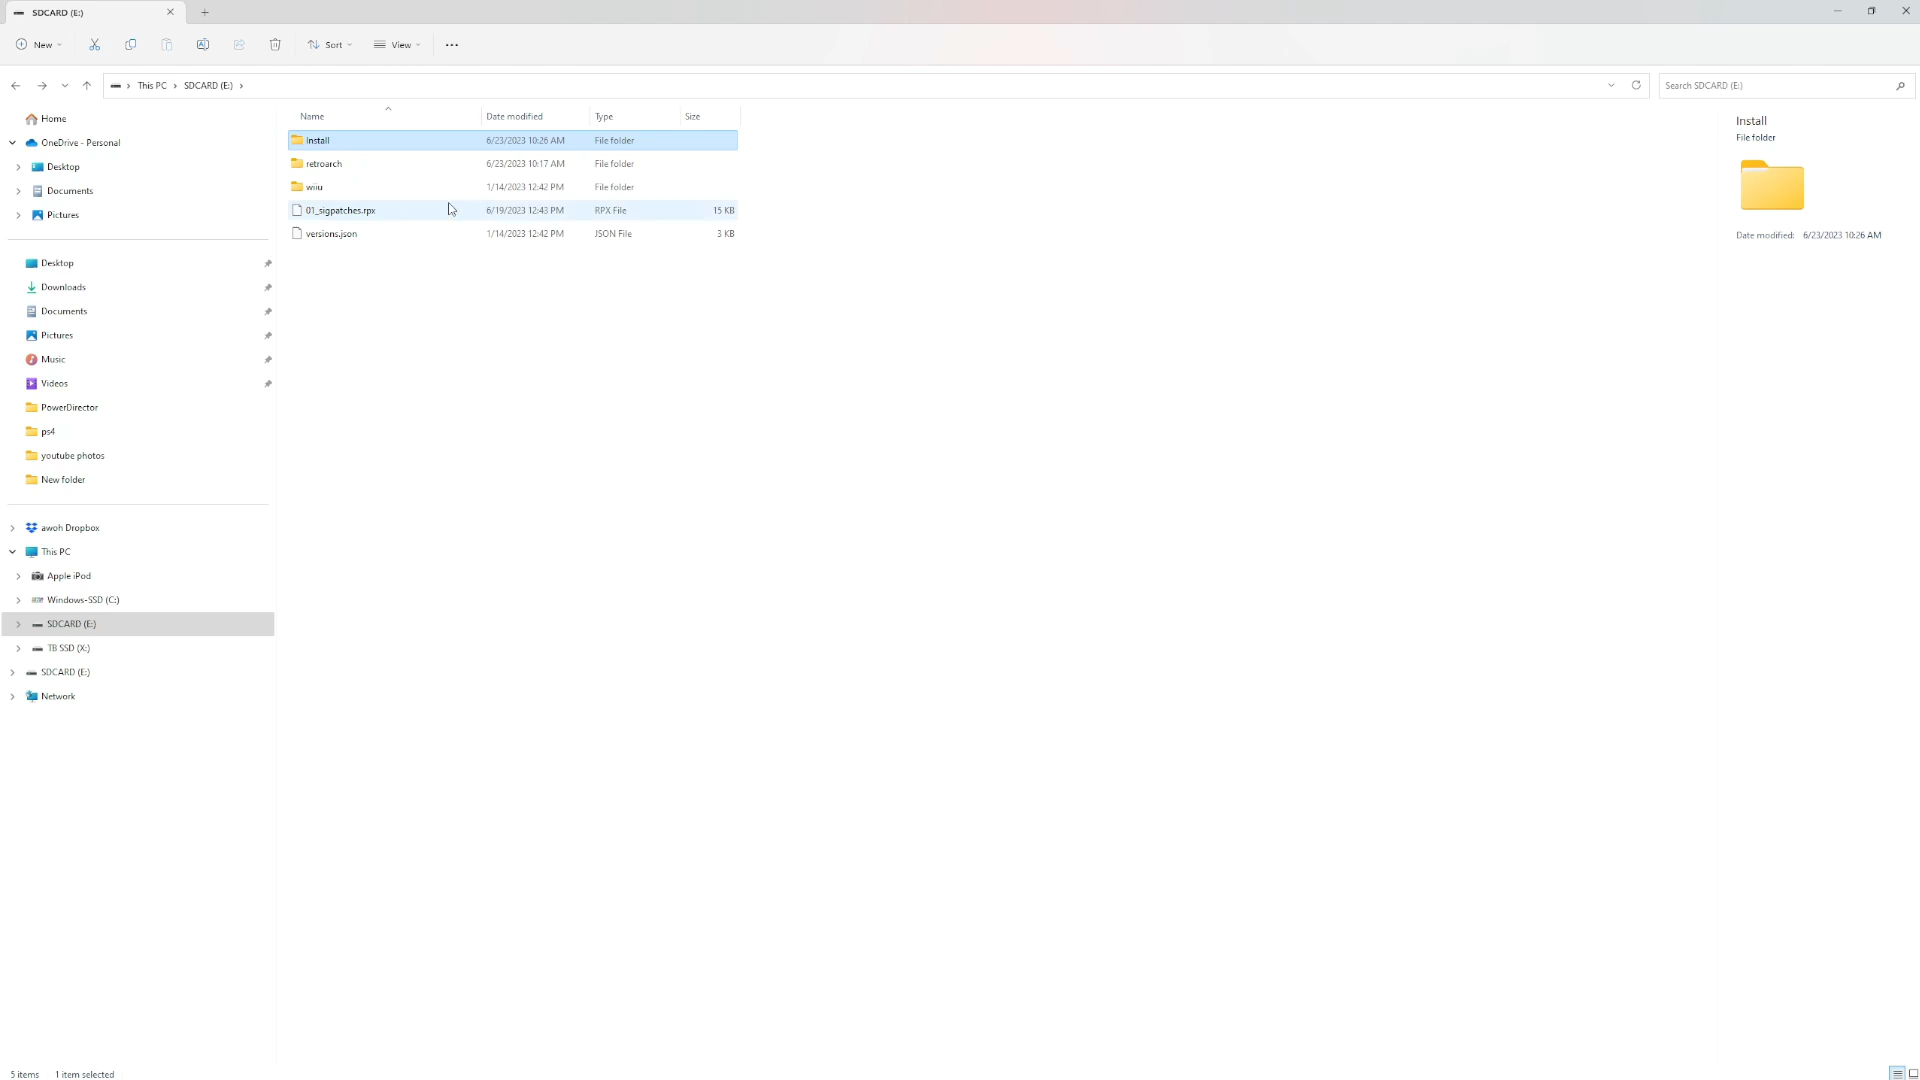 SDCARD (E:)
New
Sort
View
This PC
SDCARD (E:)
Search SDCARD (E:)
Home
OneDrive - Personal
Desktop
Documents
Pictures
Desktop
Downloads
Documents
Pictures
Music
Videos
PowerDirector
ps4
youtube photos
New folder
awoh Dropbox
This PC
Apple iPod
Windows-SSD (C:)
SDCARD (E:)
TB SSD (X:)
SDCARD (E:)
Network
Name Date modified Type Size
Install 6/23/2023 10:26 AM File folder
retroarch 6/23/2023 10:17 AM File folder
wiiu 1/14/2023 12:42 PM File folder
01_sigpatches.rpx 6/19/2023 12:43 PM RPX File 15 KB
versions.json 1/14/2023 12:42 PM JSON File 3 KB
Install
File folder
Date modified: 6/23/2023 10:26 AM
5 items 1 item selected